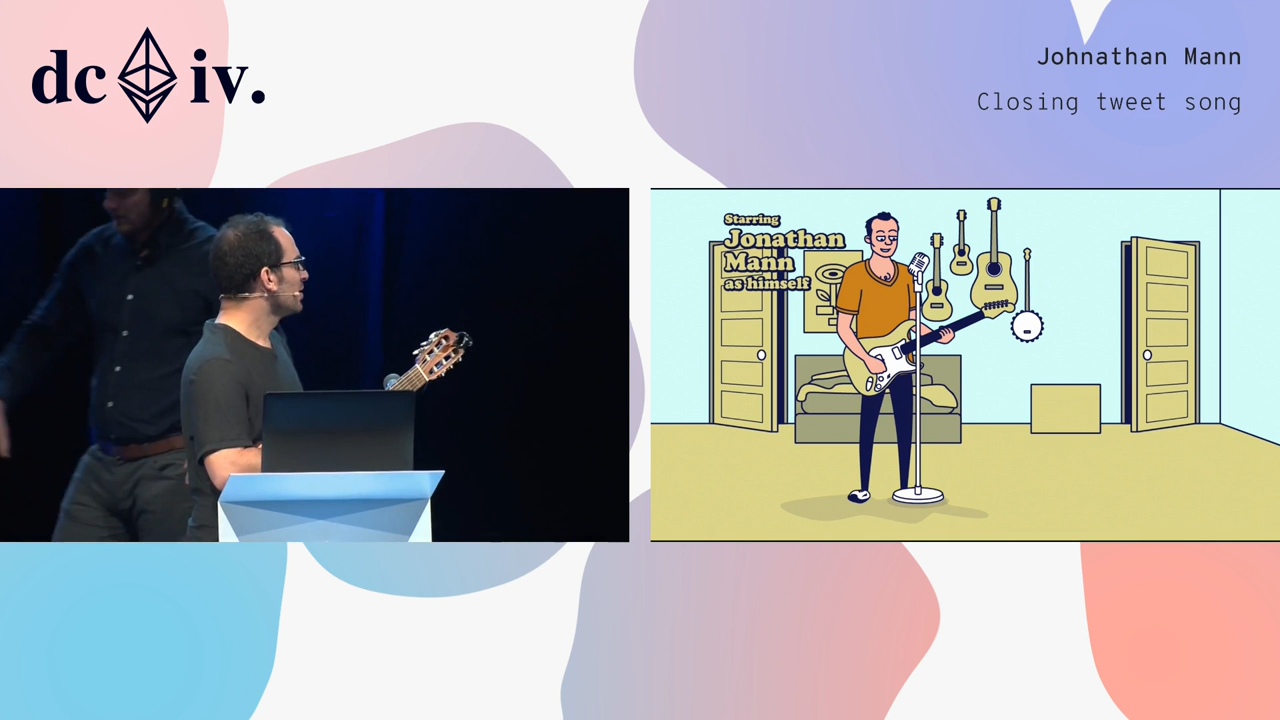 dc iv.
Johnathan Mann
Closing tweet song
Starring
Jonathan
Mann
as himself